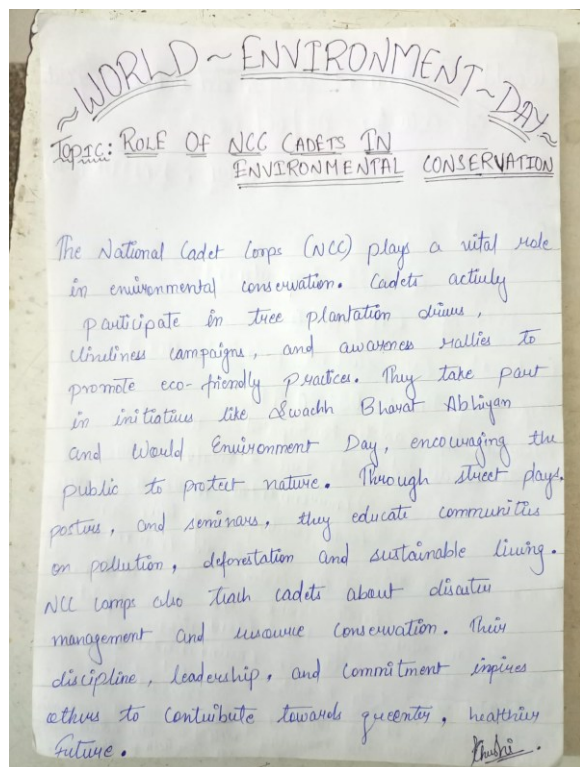 ~WORLD~ENVIRONMENT~DAY~
Topic: ROLE OF NCC CADETS IN
ENVIRONMENTAL CONSERVATION
The National Cadet Corps (NCC) plays a vital role
in environmental conservation. Cadets actively
participate in tree plantation drives,
clineliness campaigns, and awareness rallies to
promote eco-friendly practices. They take part
in initiatives like Swachh Bharat Abhiyan
and World Environment Day, encouraging the
public to protect nature. Through street plays,
posters, and seminars, they educate communities
on pollution, deforestation and sustainable living.
NCC camps also teach cadets about disaster
management and resource conservation. Their
discipline, leadership, and commitment inpires
others to contribute towards greenter, healthier
future.
Khushi.